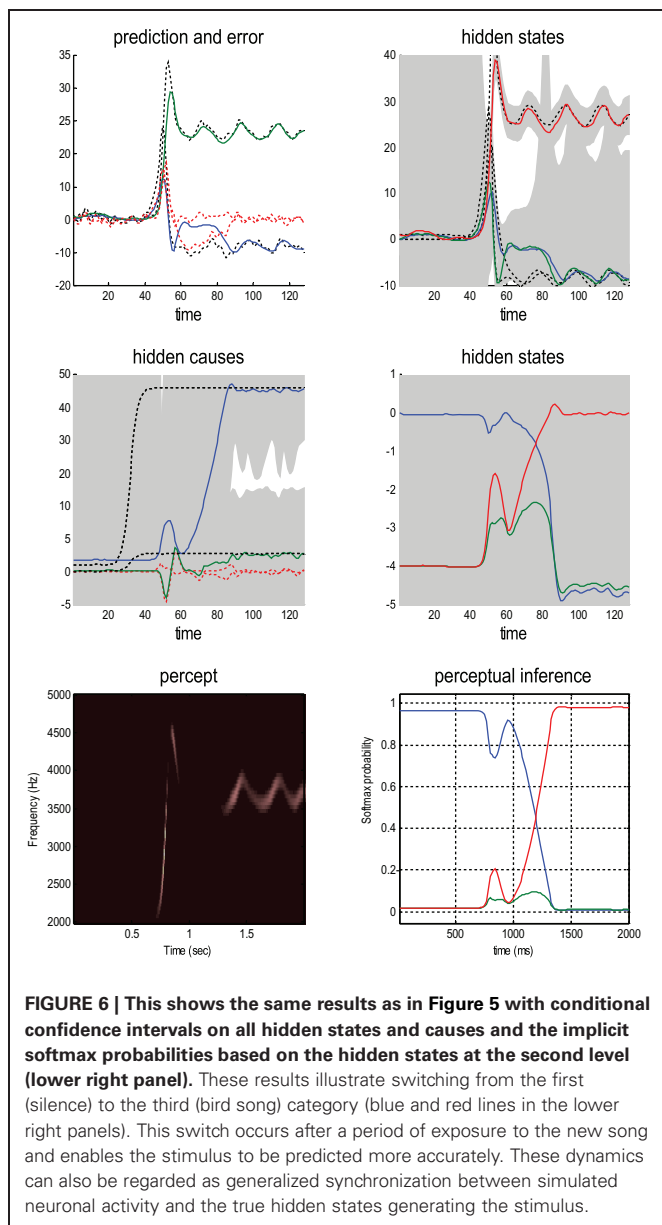 prediction and error
35
30
25
20
15
10
5
0
-5
-10
-15
-20
20 40 60 80 100 120
time
hidden states
40
30
20
10
0
-10
20 40 60 80 100 120
time
hidden causes
50
40
30
20
10
5
0
-5
20 40 60 80 100 120
time
hidden states
1
0
-1
-2
-3
-4
-5
20 40 60 80 100 120
time
percept
Frequency (Hz)
5000
4500
4000
3500
3000
2500
2000
0.5 1 1.5
Time (sec)
perceptual inference
Softmax probability
1
0.8
0.6
0.4
0.2
0
500 1000 1500 2000
time (ms)
FIGURE 6 | This shows the same results as in Figure 5 with conditional
confidence intervals on all hidden states and causes and the implicit
softmax probabilities based on the hidden states at the second level
(lower right panel). These results illustrate switching from the first
(silence) to the third (bird song) category (blue and red lines in the lower
right panels). This switch occurs after a period of exposure to the new song
and enables the stimulus to be predicted more accurately. These dynamics
can also be regarded as generalized synchronization between simulated
neuronal activity and the true hidden states generating the stimulus.